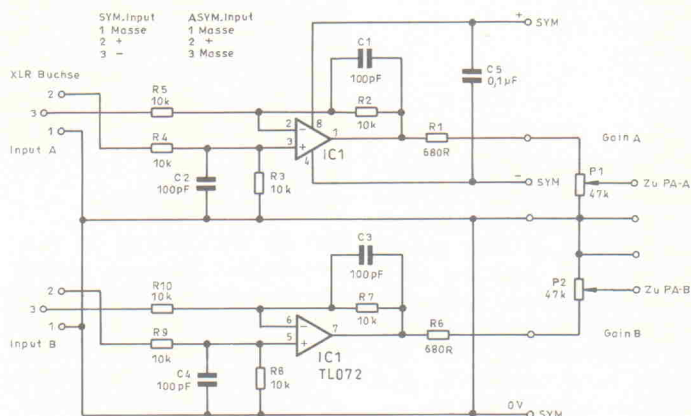 SYM.Input ASYM.Input
1 Masse 1 Masse
2 + 2 +
3 - 3 Masse
XLR Buchse
2
3
1
Input A
R5
10k
R4
10k
C2
100pF
R3
10k
C1
100pF
R2
10k
2 -
3 +
8
1
4
IC1
R1
680R
C5
0,1µF
+ SYM
- SYM
Gain A
P1
47k
Zu PA-A
2
3
1
Input B
R10
10k
R9
10k
C4
100pF
R8
10k
C3
100pF
R7
10k
6 -
5 +
7
IC1
TL072
R6
680R
P2
47k
Zu PA-B
Gain B
0V SYM